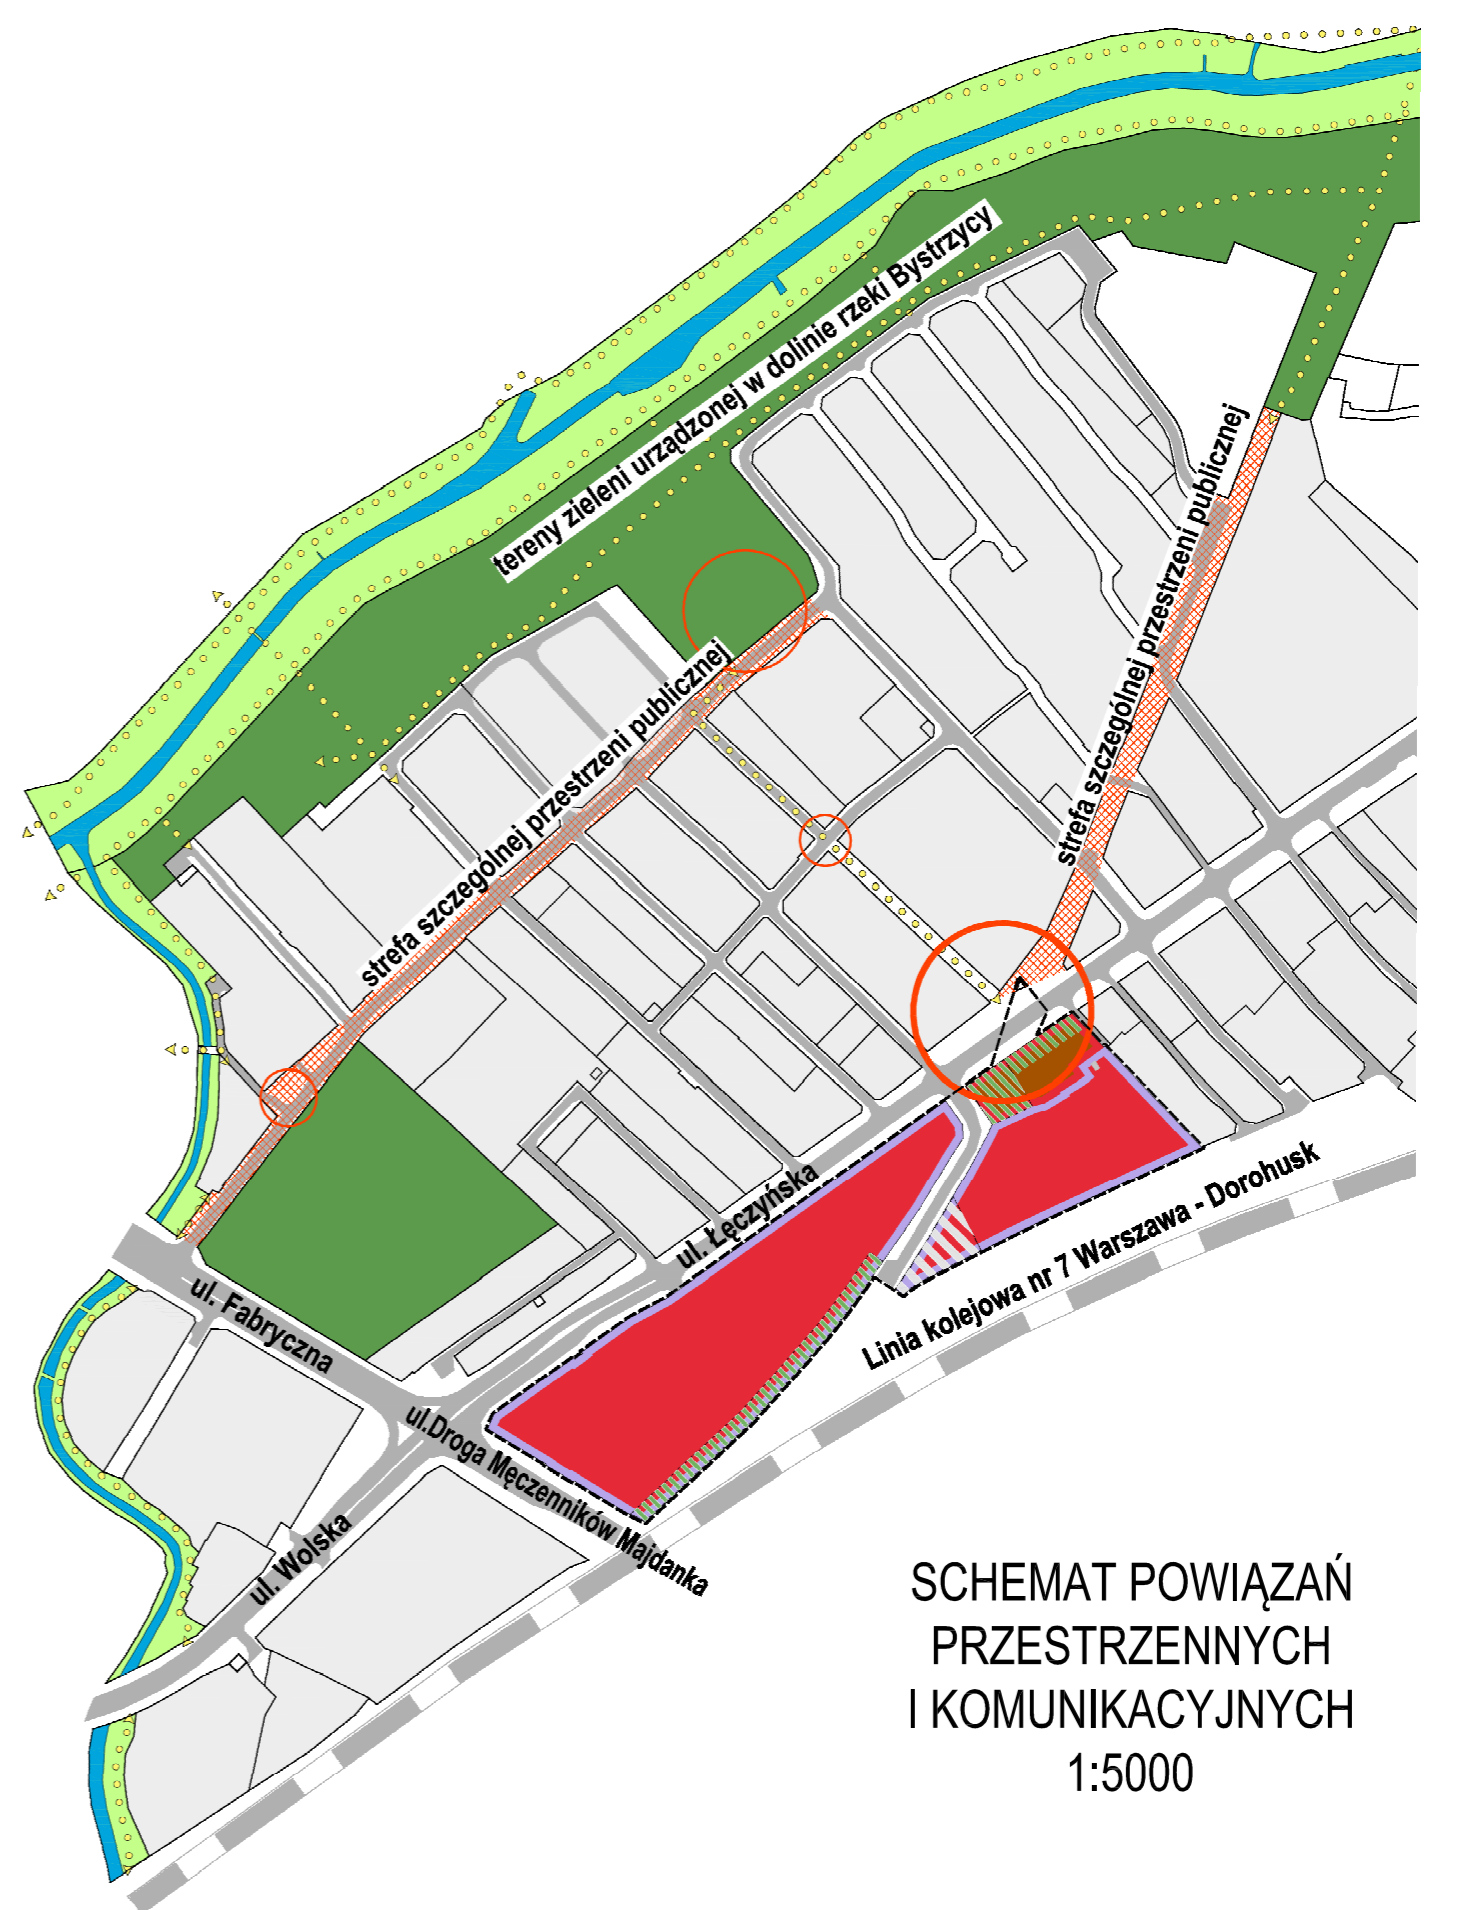 tereny zieleni urządzonej w dolinie rzeki Bystrzycy
strefa szczególnej przestrzeni publicznej
strefa szczególnej przestrzeni publicznej
ul. Łęczyńska
Linia kolejowa nr 7 Warszawa - Dorohusk
ul. Fabryczna
ul.Droga Męczenników Majdanka
ul. Wolska
SCHEMAT POWIĄZAŃ
PRZESTRZENNYCH
I KOMUNIKACYJNYCH
1:5000